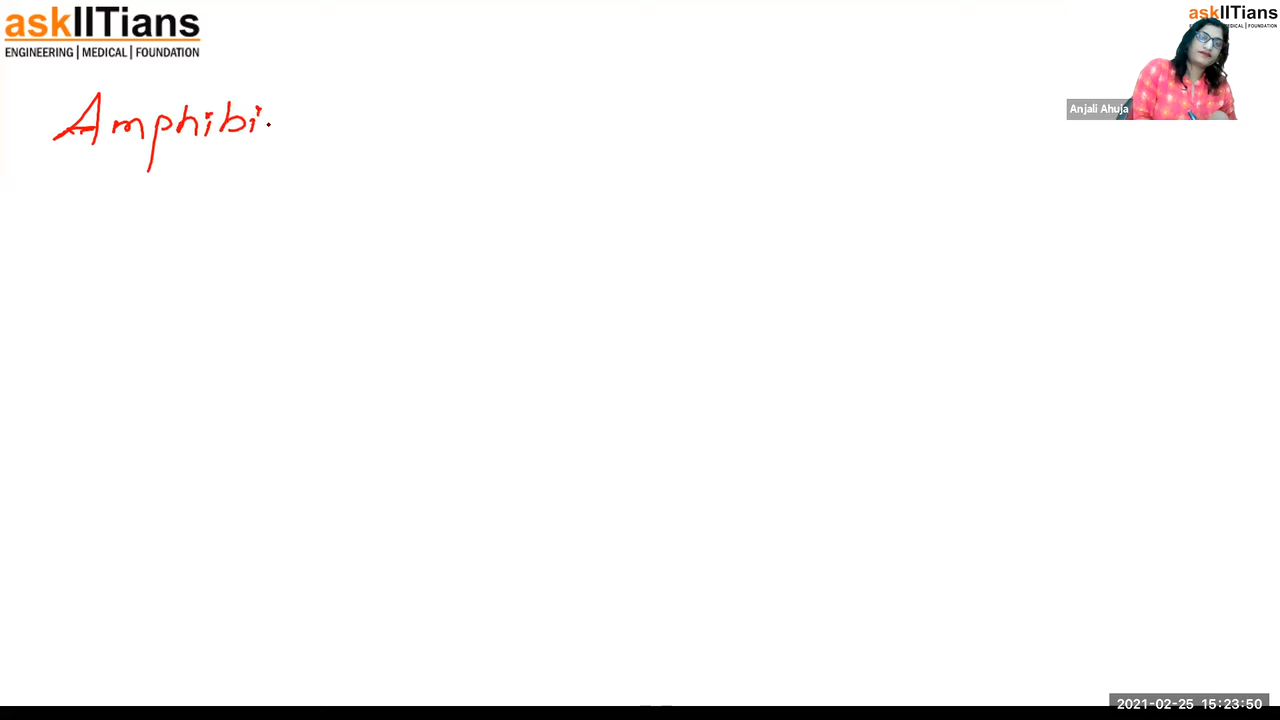 askIITians
ENGINEERING | MEDICAL | FOUNDATION
askIITians
Anjali Ahuja
Amphibi
2021-02-25 15:23:50